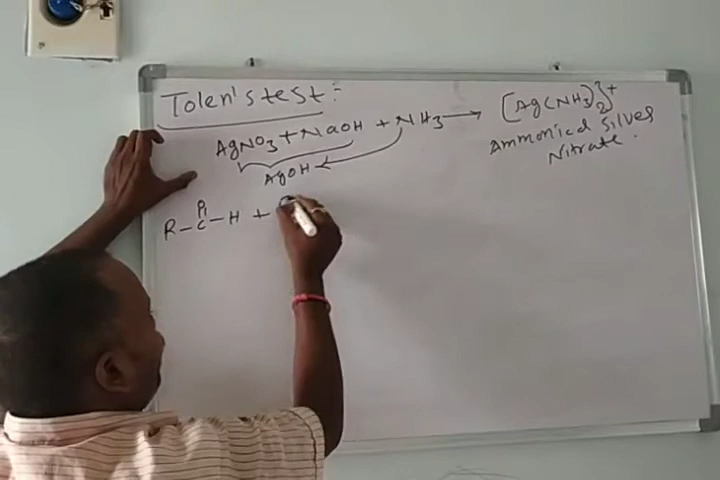 Tolen's test :
AgNO3 + NaOH + NH3 → [Ag(NH3)2]+
Ammonical Silver
Nitrate.
AgOH
O
R - C - H +